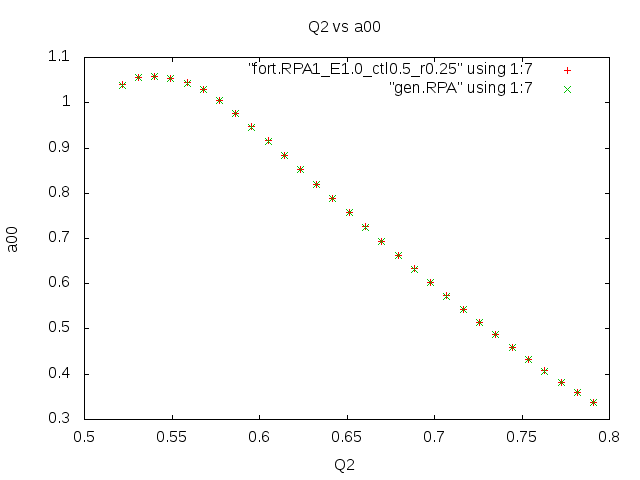 Q2 vs a00
"fort.RPA1_E1.0_ctl0.5_r0.25" using 1:7
"gen.RPA" using 1:7
1.1
1
0.9
0.8
0.7
0.6
0.5
0.4
0.3
a00
0.5 0.55 0.6 0.65 0.7 0.75 0.8
Q2